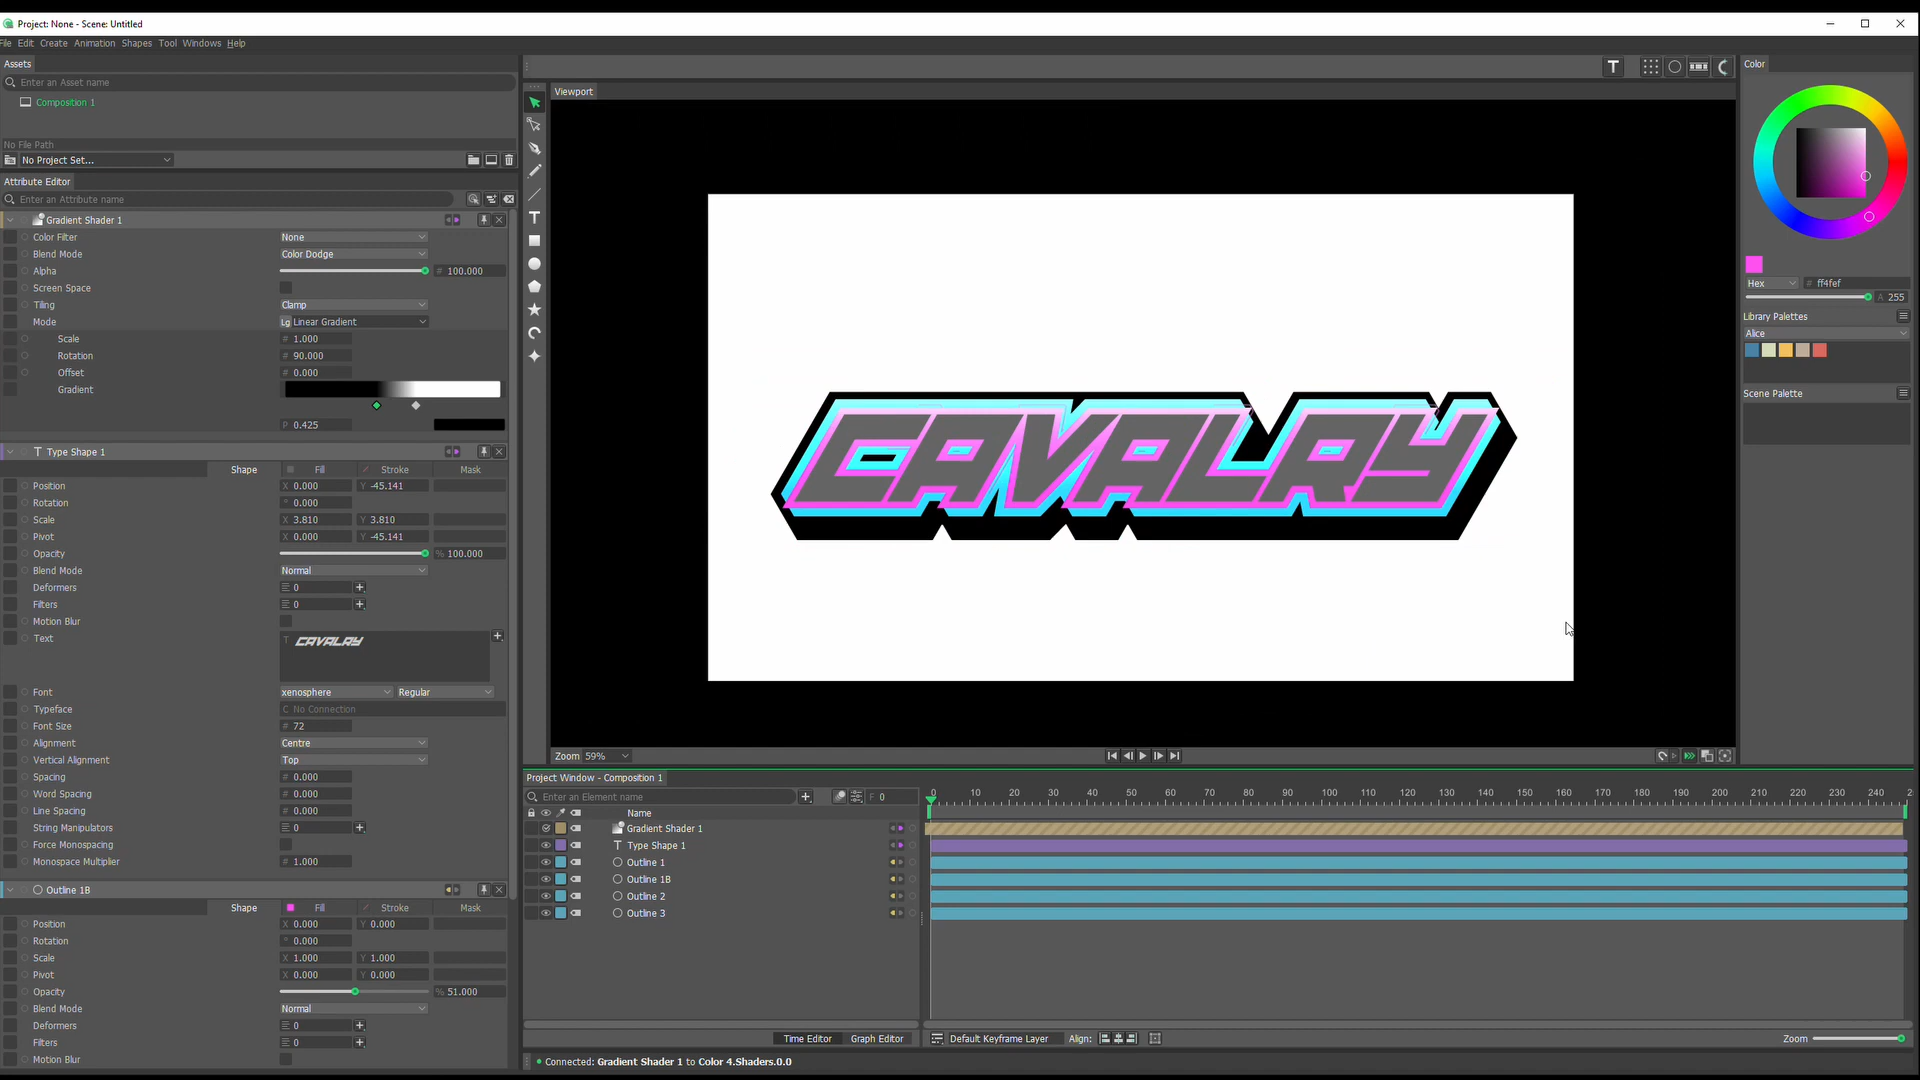 Project: None - Scene: Untitled
File Edit Create Animation Shapes Tool Windows Help
Assets
Enter an Asset name
Composition 1
No File Path
No Project Set...
Attribute Editor
Enter an Attribute name
Gradient Shader 1
Color Filter None
Blend Mode Color Dodge
Alpha # 100.000
Screen Space
Tiling Clamp
Mode Lg Linear Gradient
Scale # 1.000
Rotation # 90.000
Offset # 0.000
Gradient
P 0.425
T Type Shape 1
Shape Fill Stroke Mask
Position X 0.000 Y -45.141
Rotation ° 0.000
Scale X 3.810 Y 3.810
Pivot X 0.000 Y -45.141
Opacity % 100.000
Blend Mode Normal
Deformers 0 +
Filters 0 +
Motion Blur
Text T CAVALRY +
Font xenosphere Regular
Typeface C No Connection
Font Size # 72
Alignment Centre
Vertical Alignment Top
Spacing # 0.000
Word Spacing # 0.000
Line Spacing # 0.000
String Manipulators 0 +
Force Monospacing
Monospace Multiplier # 1.000
Outline 1B
Shape Fill Stroke Mask
Position X 0.000 Y 0.000
Rotation ° 0.000
Scale X 1.000 Y 1.000
Pivot X 0.000 Y 0.000
Opacity % 51.000
Blend Mode Normal
Deformers 0 +
Filters 0 +
Motion Blur
T
Viewport
T
CAVALRY
Zoom 59%
Color
Hex # ff4fef
A 255
Library Palettes
Alice
Scene Palette
Project Window - Composition 1
Enter an Element name + F 0
0 10 20 30 40 50 60 70 80 90 100 110 120 130 140 150 160 170 180 190 200 210 220 230 240 2
Name
Gradient Shader 1
T Type Shape 1
Outline 1
Outline 1B
Outline 2
Outline 3
Time Editor Graph Editor Default Keyframe Layer Align: Zoom
Connected: Gradient Shader 1 to Color 4.Shaders.0.0